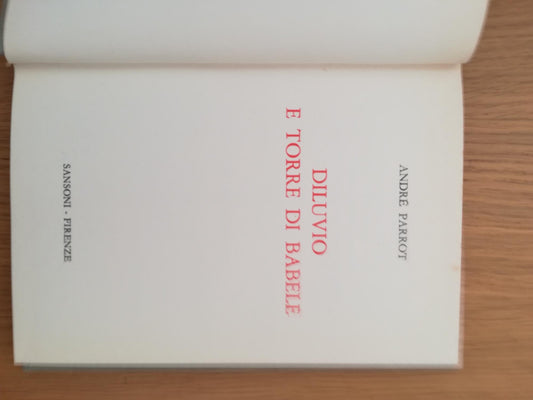 ANDRÉ PARROT
DILUVIO
E TORRE DI BABELE
SANSONI - FIRENZE